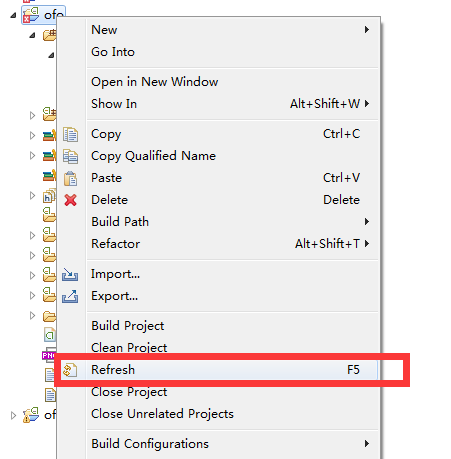 ofo
New
Go Into
Open in New Window
Show In Alt+Shift+W
Copy Ctrl+C
Copy Qualified Name
Paste Ctrl+V
Delete Delete
Build Path
Refactor Alt+Shift+T
Import...
Export...
Build Project
Clean Project
Refresh F5
Close Project
Close Unrelated Projects
of
Build Configurations